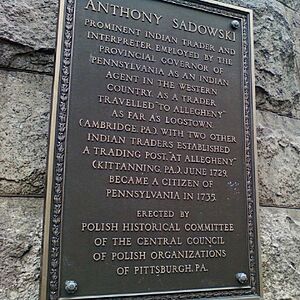 ANTHONY SADOWSKI
PROMINENT INDIAN TRADER AND
INTERPRETER EMPLOYED BY THE
PROVINCIAL GOVERNOR OF
PENNSYLVANIA AS AN INDIAN
AGENT IN THE WESTERN
COUNTRY. AS A TRADER
TRAVELLED "TO ALLEGHENY"
AS FAR AS LOGSTOWN
(AMBRIDGE, PA.) WITH TWO OTHER
INDIAN TRADERS ESTABLISHED
A TRADING POST, AT ALLEGHENY"
(KITTANNING, PA.), JUNE 1729.
BECAME A CITIZEN OF
PENNSYLVANIA IN 1735.
ERECTED BY
POLISH HISTORICAL COMMITTEE
OF THE CENTRAL COUNCIL
OF POLISH ORGANIZATIONS
OF PITTSBURGH, PA.